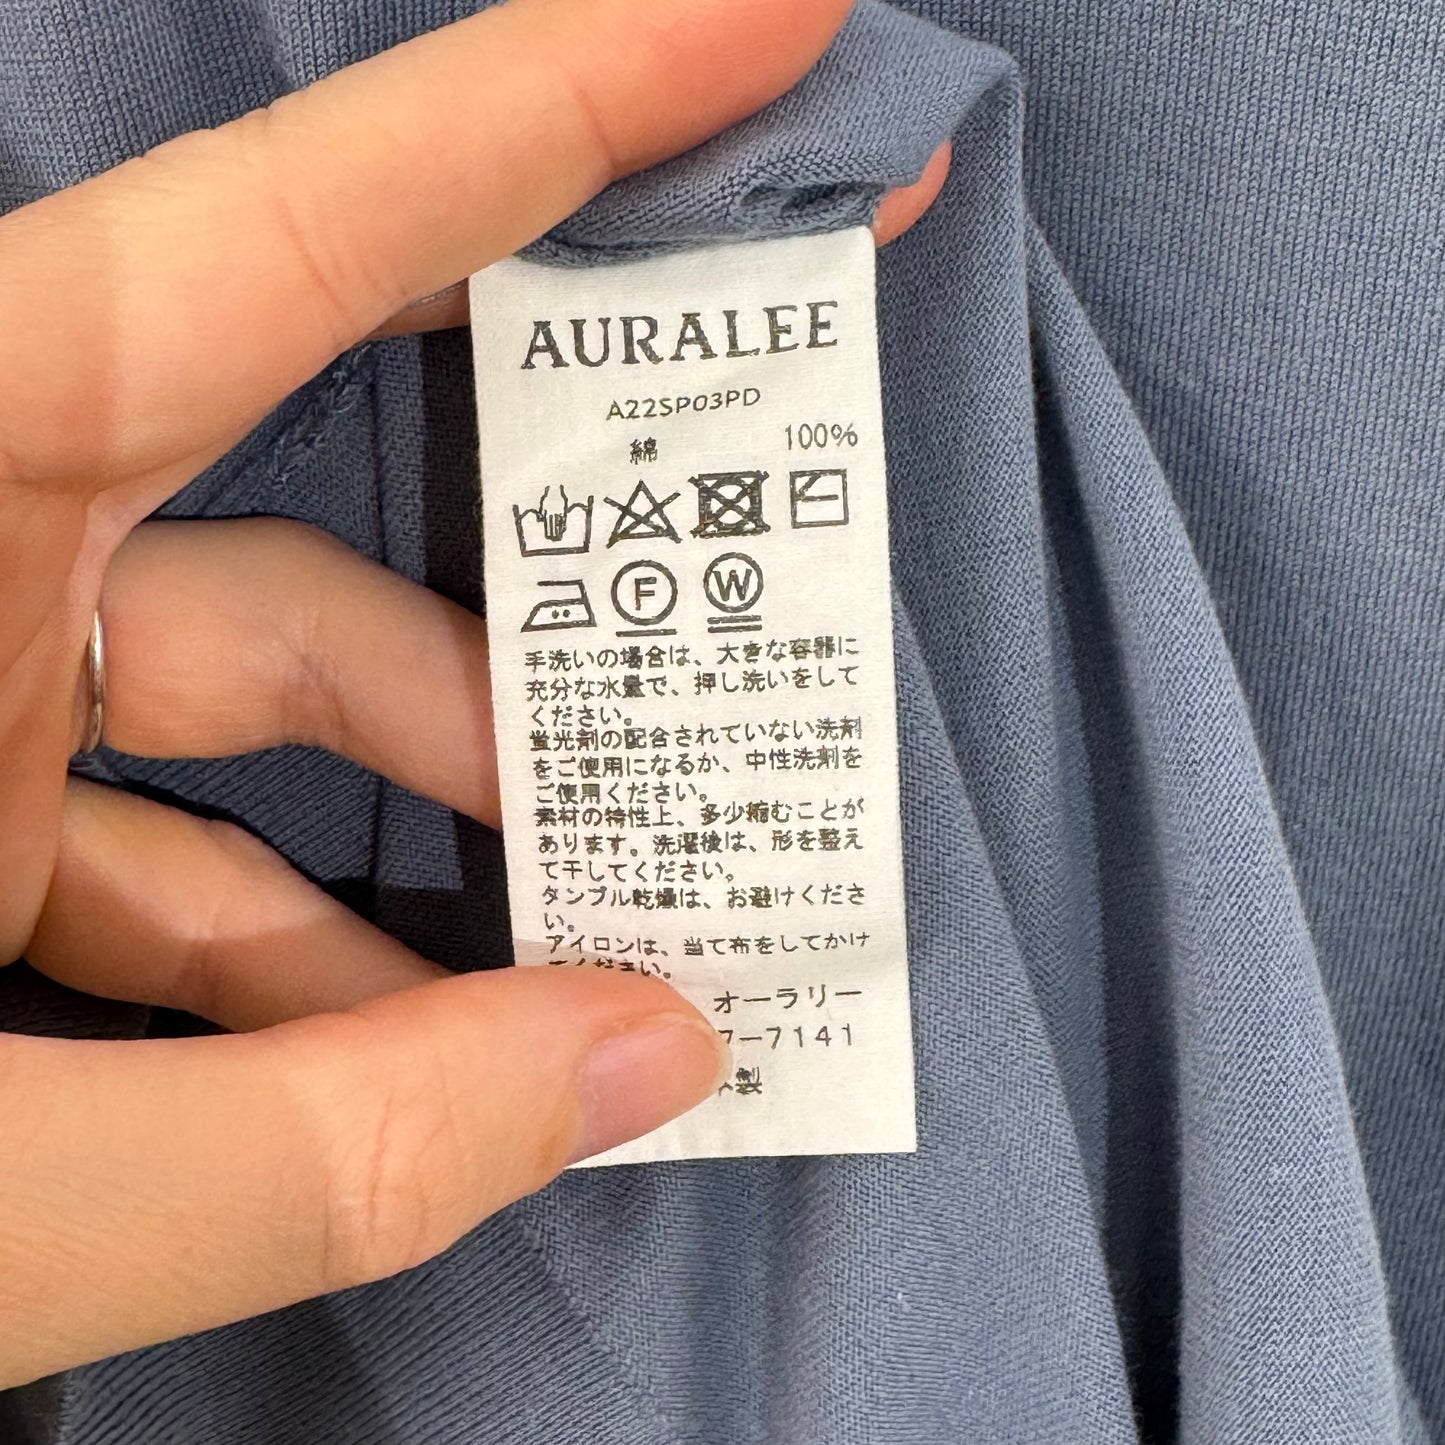 AURALEE
A22SP03PD
綿 100%
F W
手洗いの場合は、大きな容器に
充分な水量で、押し洗いをして
ください。
蛍光剤の配合されていない洗剤
をご使用になるか、中性洗剤を
ご使用ください。
素材の特性上、多少縮むことが
あります。洗濯後は、形を整え
て干してください。
タンブル乾燥は、お避けくださ
い。
アイロンは、当て布をしてかけ
てください。
オーラリー
7-7141
製